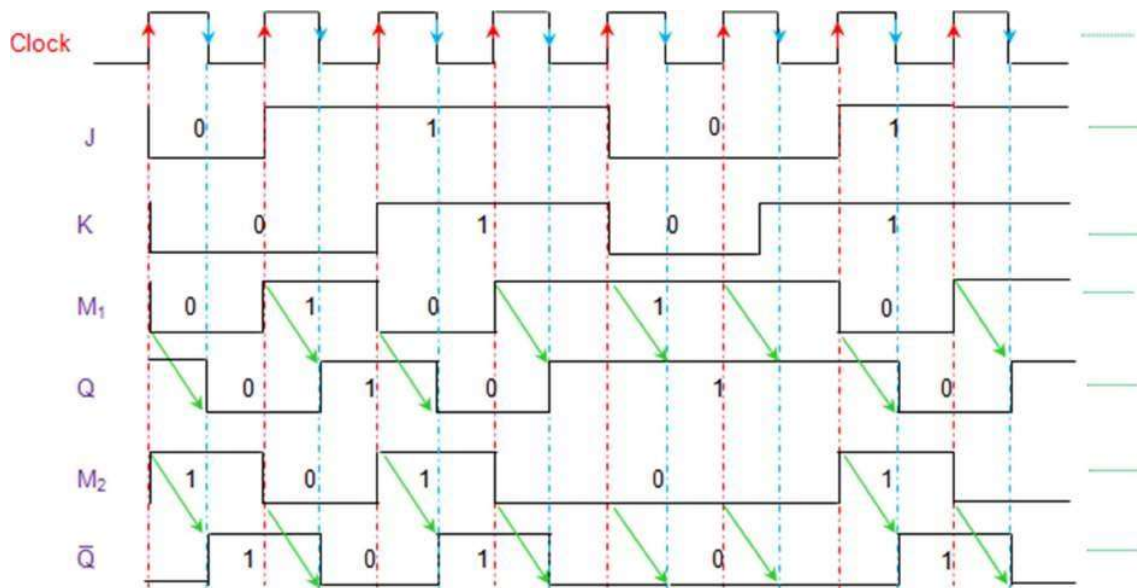 Clock
J 0 1 0 1
K 0 1 0 1
M₁ 0 1 0 1 0
Q 0 1 0 1 0
M₂ 1 0 1 0 1
Q̅ 1 0 1 0 1